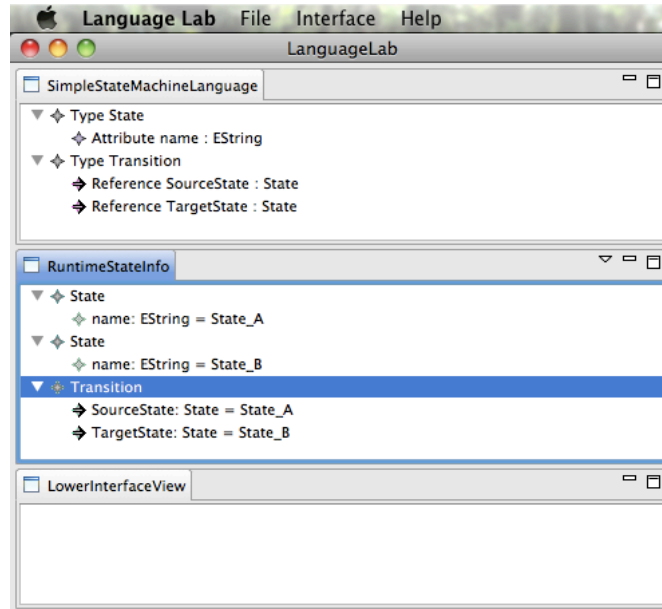 Language Lab File Interface Help
LanguageLab
SimpleStateMachineLanguage
Type State
Attribute name : EString
Type Transition
Reference SourceState : State
Reference TargetState : State
RuntimeStateInfo
State
name: EString = State_A
State
name: EString = State_B
Transition
SourceState: State = State_A
TargetState: State = State_B
LowerInterfaceView